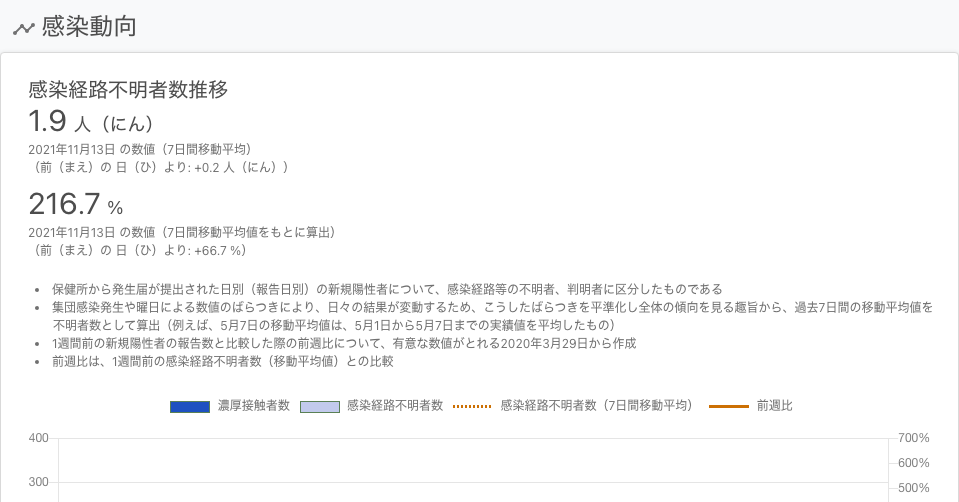 感染動向
感染経路不明者数推移
1.9 人（にん）
2021年11月13日 の数値（7日間移動平均）
（前（まえ）の 日（ひ）より: +0.2 人（にん））
216.7 %
2021年11月13日 の数値（7日間移動平均値をもとに算出）
（前（まえ）の 日（ひ）より: +66.7 %）
• 保健所から発生届が提出された日別（報告日別）の新規陽性者について、感染経路等の不明者、判明者に区分したものである
• 集団感染発生や曜日による数値のばらつきにより、日々の結果が変動するため、こうしたばらつきを平準化し全体の傾向を見る趣旨から、過去7日間の移動平均値を
不明者数として算出（例えば、5月7日の移動平均値は、5月1日から5月7日までの実績値を平均したもの）
• 1週間前の新規陽性者の報告数と比較した際の前週比について、有意な数値がとれる2020年3月29日から作成
• 前週比は、1週間前の感染経路不明者数（移動平均値）との比較
濃厚接触者数 感染経路不明者数 感染経路不明者数（7日間移動平均） 前週比
400 700%
600%
300 500%